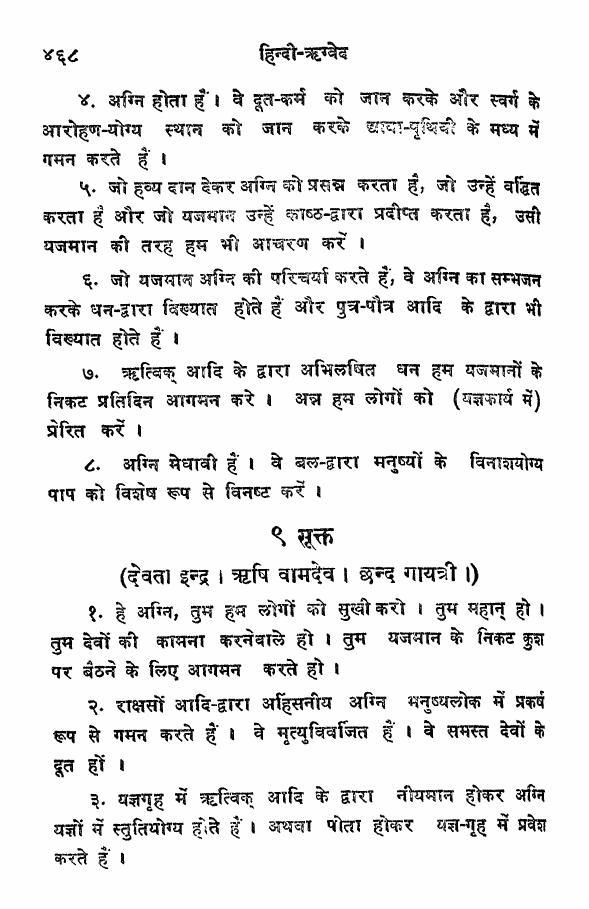 ४६८ हिन्दी-ऋग्वेद
४. अग्नि होता हैं। वे दूत-कर्म को जान करके और स्वर्ग के
आरोहण-योग्य स्थान को जान करके द्यावा-पृथिवी के मध्य में
गमन करते हैं।
५. जो हव्य दान देकर अग्नि को प्रसन्न करता है, जो उन्हें वर्द्धित
करता है और जो यजमान उन्हें काष्ठ-द्वारा प्रदीप्त करता है, उसी
यजमान की तरह हम भी आचरण करें।
६. जो यजमान अग्नि की परिचर्या करते हैं, वे अग्नि का सम्भजन
करके धन-द्वारा विख्यात होते हैं और पुत्र-पौत्र आदि के द्वारा भी
विख्यात होते हैं।
७. ऋत्विक् आदि के द्वारा अभिलषित धन हम यजमानों के
निकट प्रतिदिन आगमन करे। अन्न हम लोगों को (यज्ञकार्य में)
प्रेरित करें।
८. अग्नि मेधावी हैं। वे बल-द्वारा मनुष्यों के विनाशयोग्य
पाप को विशेष रूप से विनष्ट करें।
९ सूक्त
(देवता इन्द्र। ऋषि वामदेव। छन्द गायत्री।)
१. हे अग्नि, तुम हम लोगों को सुखी करो। तुम महान् हो।
तुम देवों की कामना करनेवाले हो। तुम यजमान के निकट कुश
पर बैठने के लिए आगमन करते हो।
२. राक्षसों आदि-द्वारा अहिंसनीय अग्नि मनुष्यलोक में प्रकर्ष
रूप से गमन करते हैं। वे मृत्युविवर्जित हैं। वे समस्त देवों के
दूत हों।
३. यज्ञगृह में ऋत्विक् आदि के द्वारा नीयमान होकर अग्नि
यज्ञों में स्तुतियोग्य होते हैं। अथवा पोता होकर यज्ञ-गृह में प्रवेश
करते हैं।